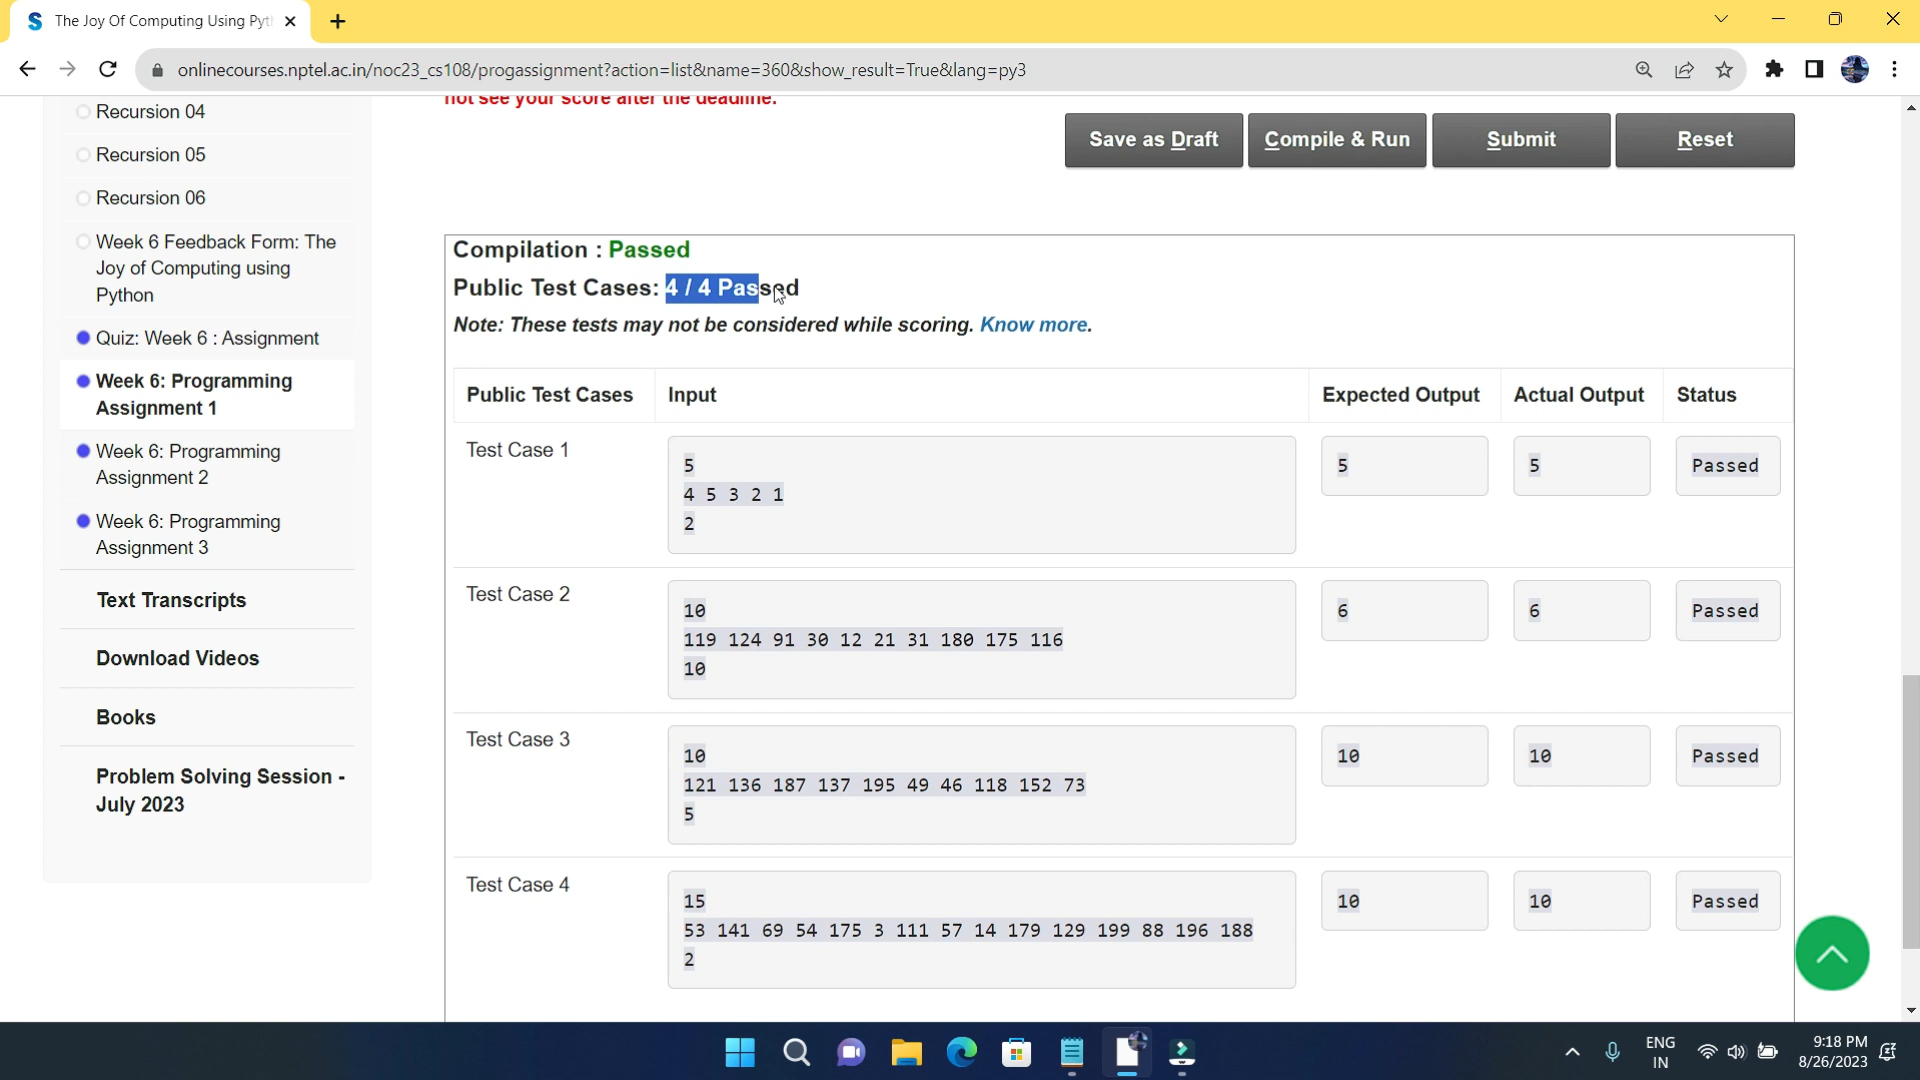 The Joy Of Computing Using Pyt
onlinecourses.nptel.ac.in/noc23_cs108/progassignment?action=list&name=360&show_result=True&lang=py3
not see your score after the deadline.
Recursion 04
Recursion 05
Recursion 06
Week 6 Feedback Form: The
Joy of Computing using
Python
Quiz: Week 6 : Assignment
Week 6: Programming
Assignment 1
Week 6: Programming
Assignment 2
Week 6: Programming
Assignment 3
Text Transcripts
Download Videos
Books
Problem Solving Session -
July 2023
Save as Draft Compile & Run Submit Reset
Compilation : Passed
Public Test Cases: 4 / 4 Passed
Note: These tests may not be considered while scoring. Know more.
Public Test Cases Input Expected Output Actual Output Status
Test Case 1
5
4 5 3 2 1
2
5
5
Passed
Test Case 2
10
119 124 91 30 12 21 31 180 175 116
10
6
6
Passed
Test Case 3
10
121 136 187 137 195 49 46 118 152 73
5
10
10
Passed
Test Case 4
15
53 141 69 54 175 3 111 57 14 179 129 199 88 196 188
2
10
10
Passed
ENG
IN
9:18 PM
8/26/2023